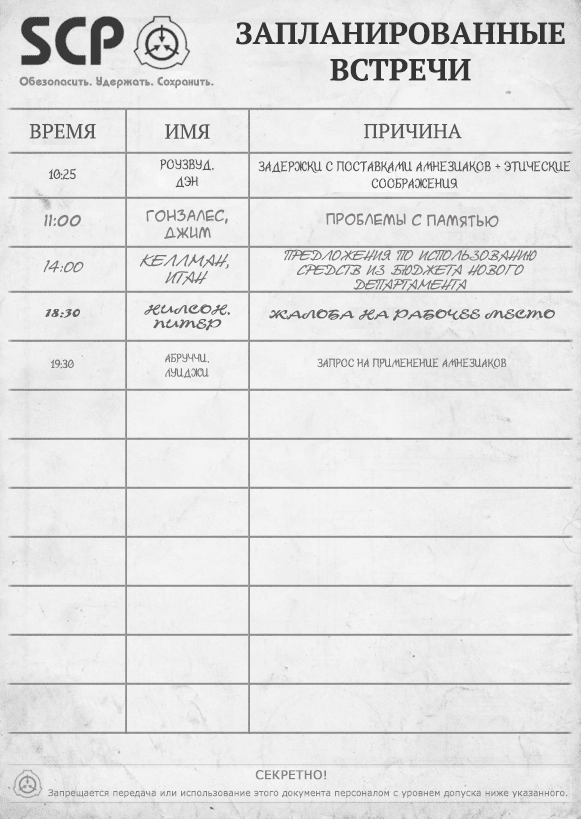 SCP
Обезопасить. Удержать. Сохранить.
ЗАПЛАНИРОВАННЫЕ
ВСТРЕЧИ
ВРЕМЯ ИМЯ ПРИЧИНА
10:25 РОУЗВУД, ДЭН ЗАДЕРЖКИ С ПОСТАВКАМИ АМНЕЗИАКОВ + ЭТИЧЕСКИЕ
СООБРАЖЕНИЯ
11:00 ГОНЗАЛЕС, ДЖИМ ПРОБЛЕМЫ С ПАМЯТЬЮ
14:00 КЕЛЛМАН, ИТАН ПРЕДЛОЖЕНИЯ ПО ИСПОЛЬЗОВАНИЮ
СРЕДСТВ ИЗ БЮДЖЕТА НОВОГО
ДЕПАРТАМЕНТА
18:30 НИЛСОН, ПИТЕР ЖАЛОБА НА РАБОЧЕЕ МЕСТО
19:30 АБРУЧЧИ, ЛУИДЖИ ЗАПРОС НА ПРИМЕНЕНИЕ АМНЕЗИАКОВ
СЕКРЕТНО!
Запрещается передача или использование этого документа персоналом с уровнем допуска ниже указанного.